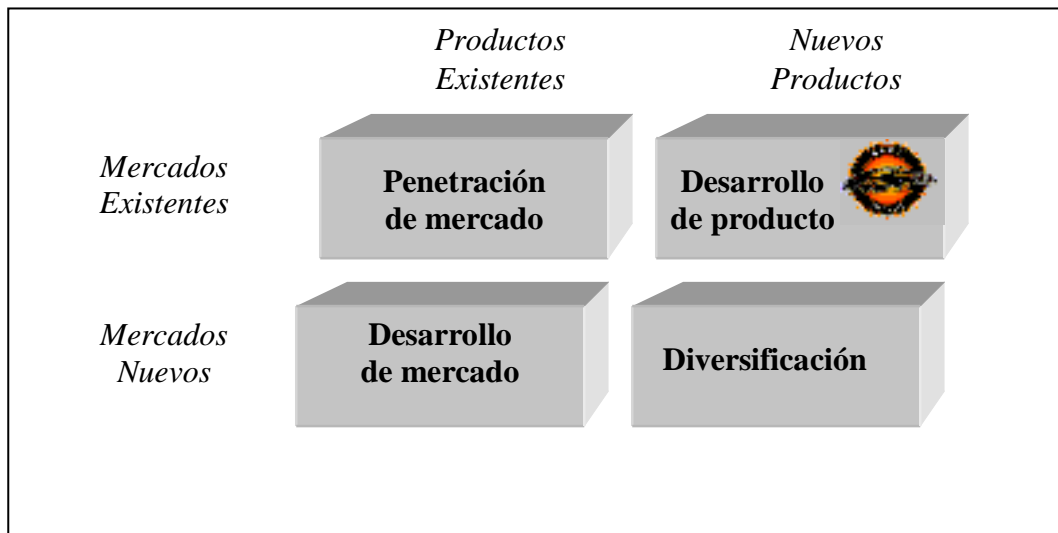 Productos
Existentes
Nuevos
Productos
Mercados
Existentes
Penetración
de mercado
Desarrollo
de producto
Mercados
Nuevos
Desarrollo
de mercado
Diversificación